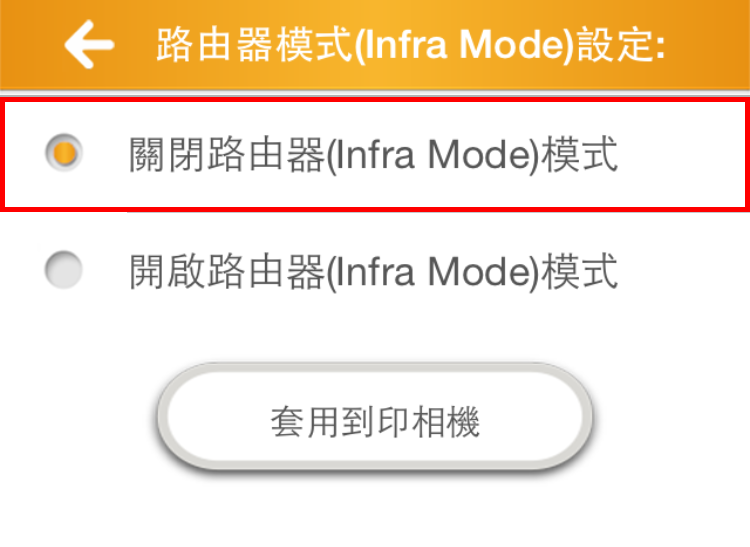 路由器模式(Infra Mode)設定:
關閉路由器(Infra Mode)模式
開啟路由器(Infra Mode)模式
套用到印相機